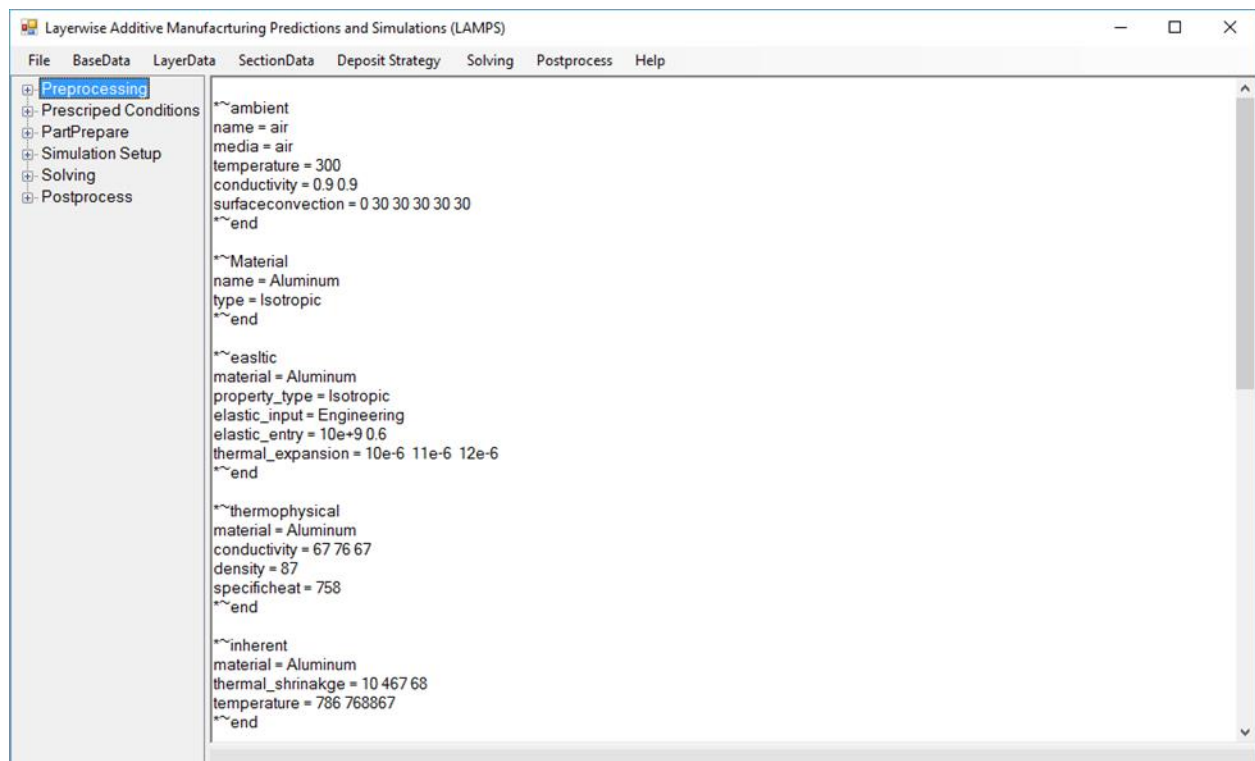 Layerwise Additive Manufacrturing Predictions and Simulations (LAMPS)
File BaseData LayerData SectionData Deposit Strategy Solving Postprocess Help
Preprocessing
Prescriped Conditions
PartPrepare
Simulation Setup
Solving
Postprocess
*~ambient
name = air
media = air
temperature = 300
conductivity = 0.9 0.9
surfaceconvection = 0 30 30 30 30 30
*~end
*~Material
name = Aluminum
type = Isotropic
*~end
*~easltic
material = Aluminum
property_type = Isotropic
elastic_input = Engineering
elastic_entry = 10e+9 0.6
thermal_expansion = 10e-6 11e-6 12e-6
*~end
*~thermophysical
material = Aluminum
conductivity = 67 76 67
density = 87
specificheat = 758
*~end
*~inherent
material = Aluminum
thermal_shrinakge = 10 467 68
temperature = 786 768867
*~end